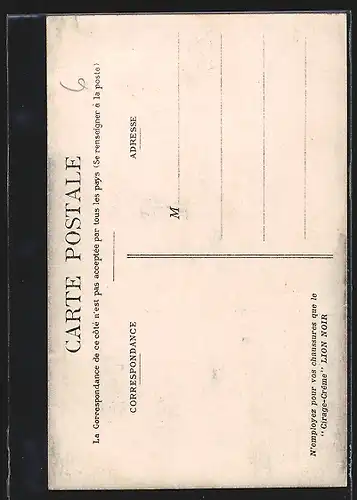 6
CARTE POSTALE
La Correspondance de ce côté n'est pas acceptée par tous les pays (Se renseigner à la poste)
CORRESPONDANCE
ADRESSE
M
N'employez pour vos chaussures que le
"Cirage-Crême" LION NOIR